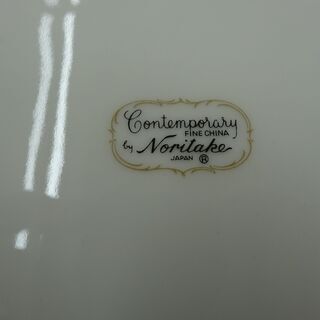 Contemporary
FINE CHINA
by Noritake
JAPAN ®